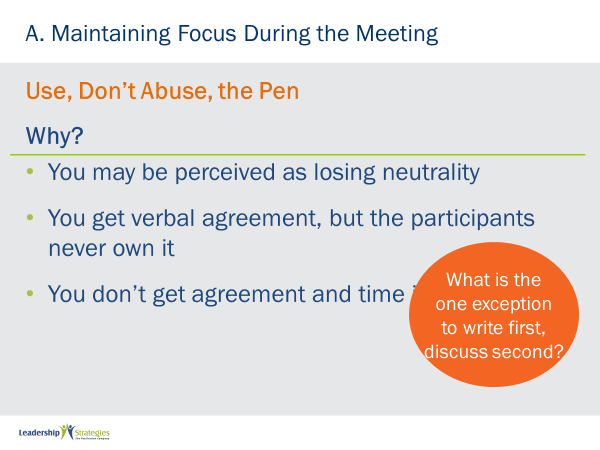 A. Maintaining Focus During the Meeting
Use, Don't Abuse, the Pen
Why?
• You may be perceived as losing neutrality
• You get verbal agreement, but the participants
never own it
• You don't get agreement and time
What is the
one exception
to write first,
discuss second?
Leadership Strategies
The Facilitation Company